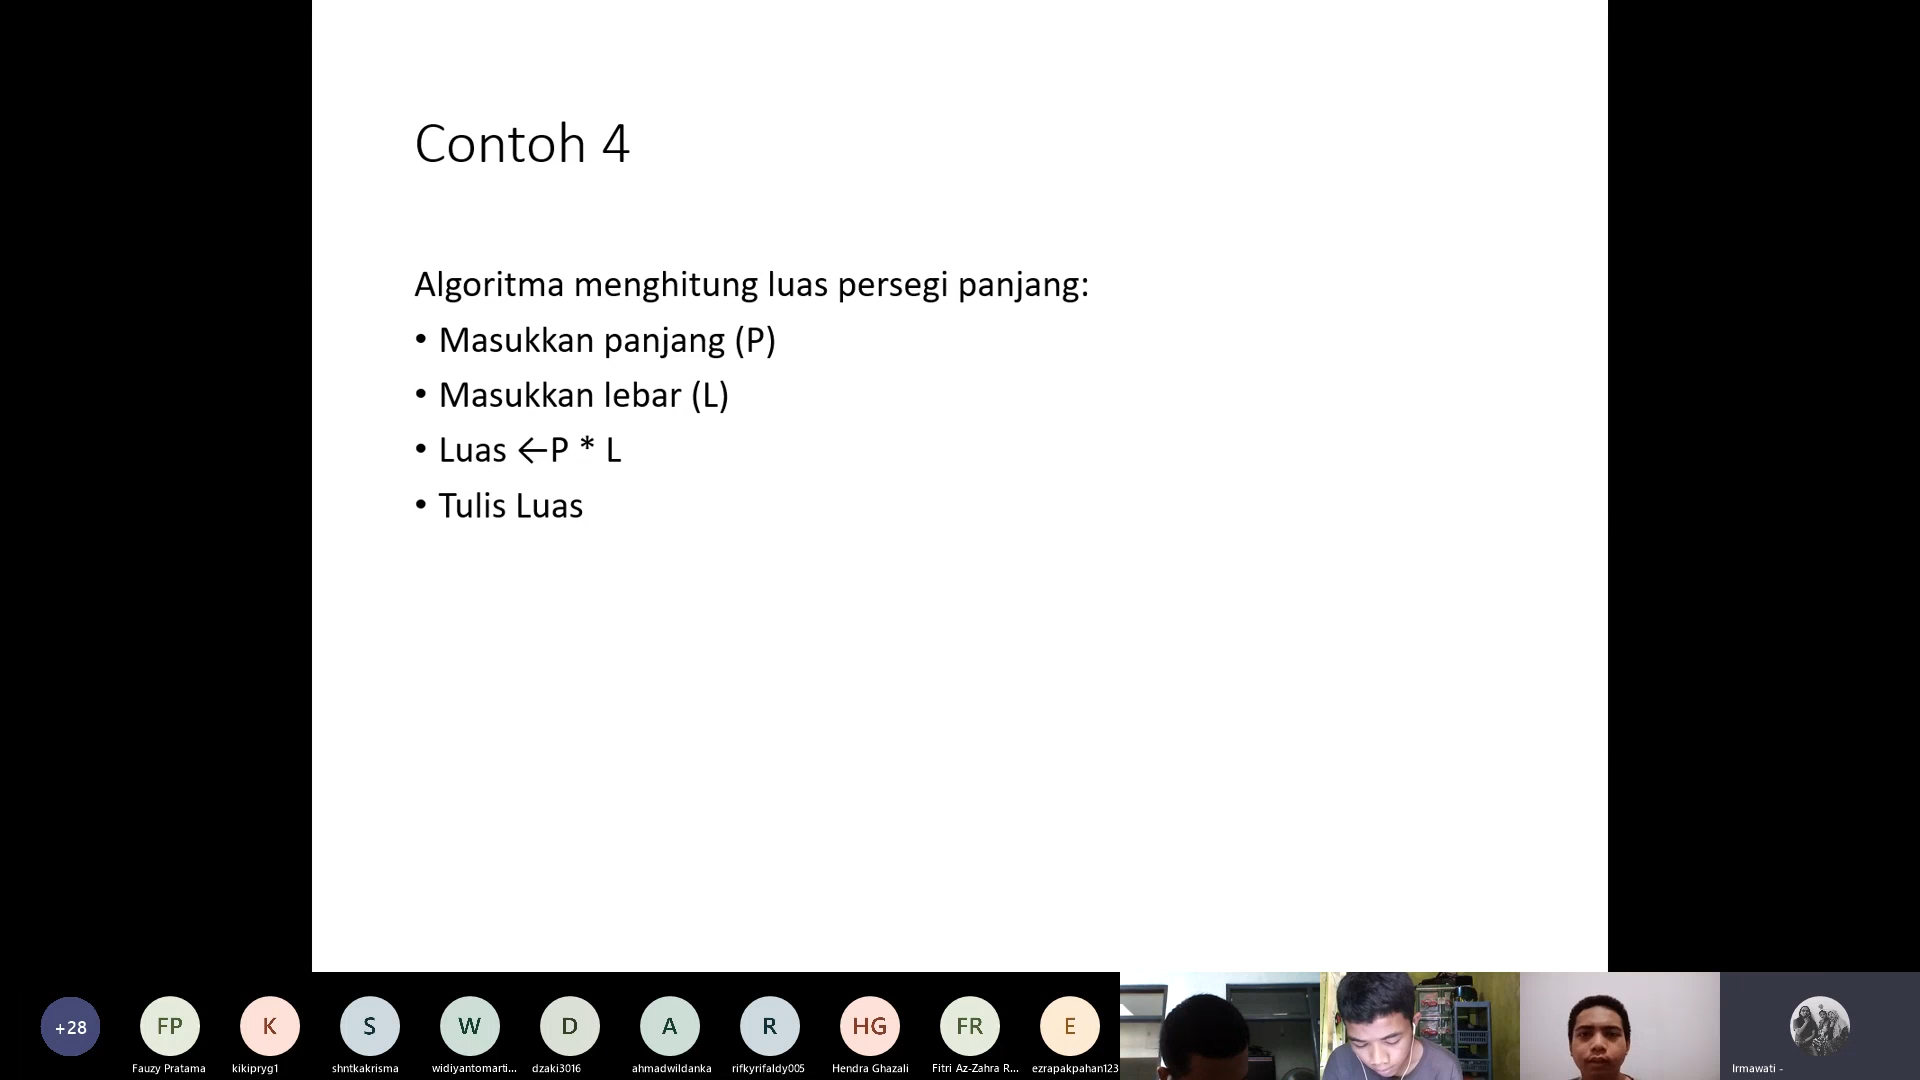 Contoh 4
Algoritma menghitung luas persegi panjang:
• Masukkan panjang (P)
• Masukkan lebar (L)
• Luas ←P * L
• Tulis Luas
+28
FP
K
S
W
D
A
R
HG
FR
E
Fauzy Pratama
kikipryg1
shntkakrisma
widiyantomarti...
dzaki3016
ahmadwildanka
rifkyrifaldy005
Hendra Ghazali
Fitri Az-Zahra R...
ezrapakpahan123
Irmawati -